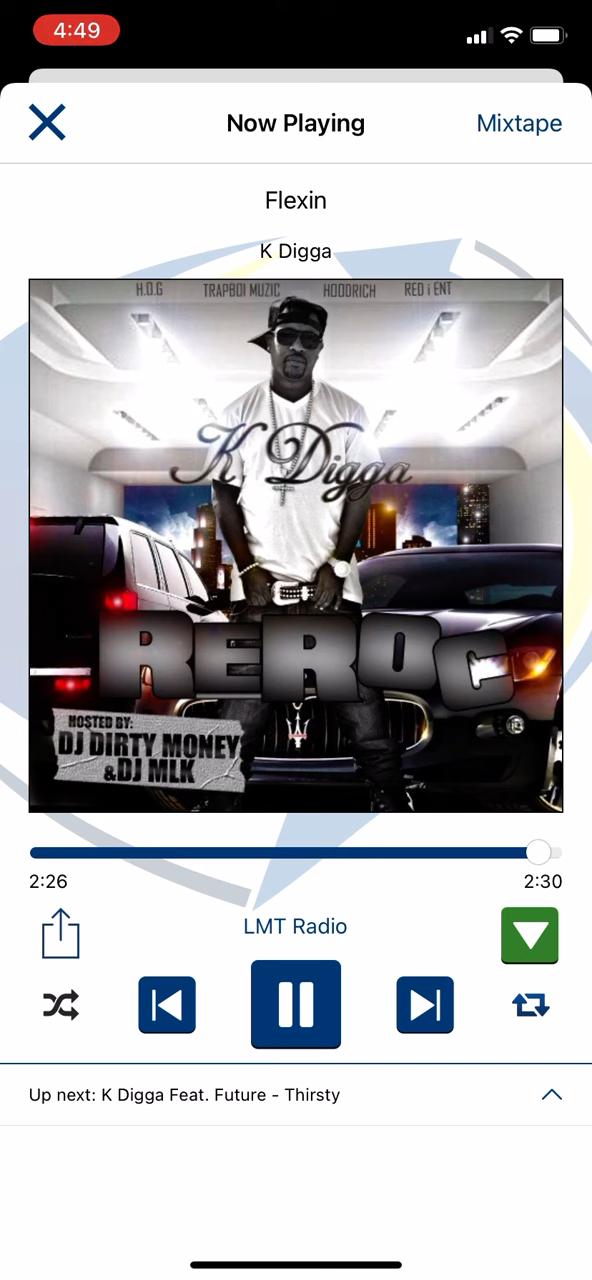 4:49
Now Playing
Mixtape
Flexin
K Digga
H.O.G TRAPBOI MUZIC HOODRICH RED i ENT
K Digga
REROC
HOSTED BY:
DJ DIRTY MONEY
& DJ MLK
2:26
2:30
LMT Radio
Up next: K Digga Feat. Future - Thirsty